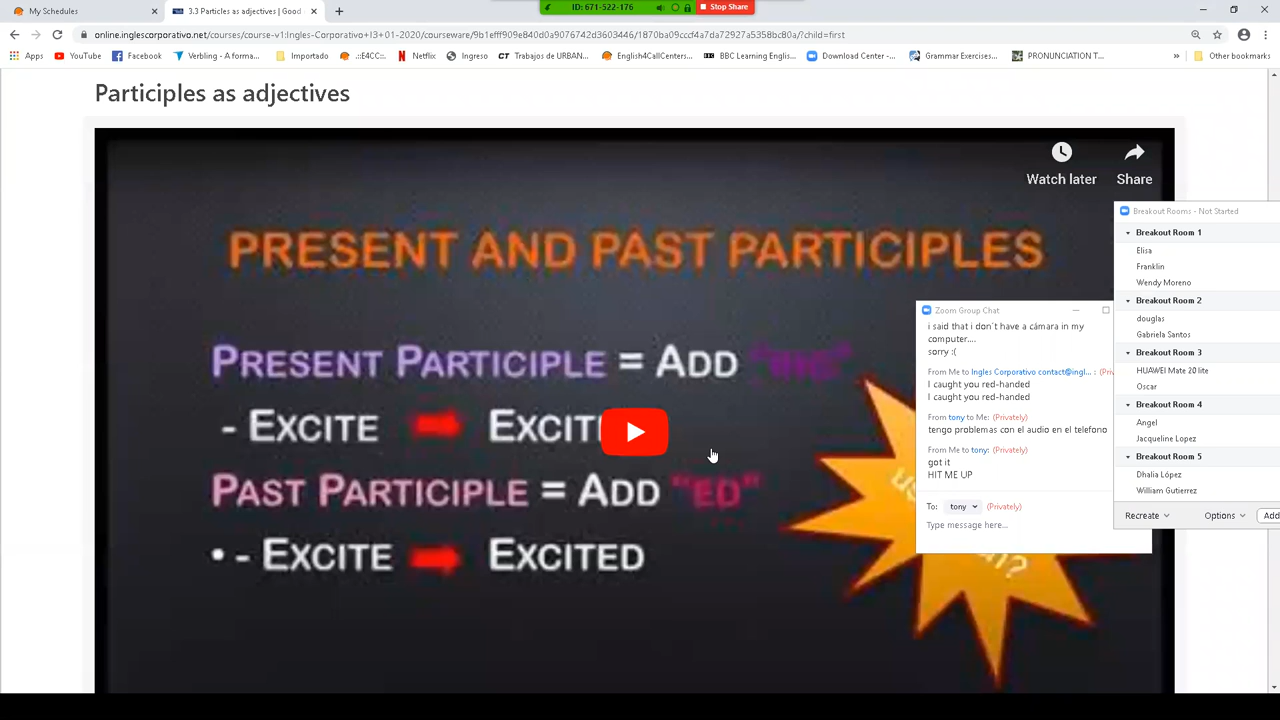 ID: 671-522-176
Stop Share
My Schedules
3.3 Particles as adjectives | Good
online.inglescorporativo.net/courses/course-v1:Ingles-Corporativo+I3+01-2020/courseware/9b1efff909e840d0a9076742d3603446/1870ba09cccf4a7da72927a5358bc80a/?child=first
Apps
YouTube
Facebook
Verbling - A forma...
Importado
.::E4CC::.
Netflix
Ingreso
CT Trabajos de URBAN...
English4CallCenters...
BBC Learning Engli...
Download Center -...
Grammar Exercises...
PRONUNCIATION T...
»
Other bookmarks
Participles as adjectives
Watch later
Share
PRESENT AND PAST PARTICIPLES
PRESENT PARTICIPLE = ADD
- EXCITE
PAST PARTICIPLE = ADD "ED"
• - EXCITE EXCITED
Zoom Group Chat
i said that i don´t have a cámara in my
computer....
sorry :(
From Me to Ingles Corporativo contact@ingl... : (Priv
I caught you red-handed
I caught you red-handed
From tony to Me: (Privately)
tengo problemas con el audio en el telefono
From Me to tony: (Privately)
got it
HIT ME UP
To: tony (Privately)
Type message here...
Breakout Rooms - Not Started
Breakout Room 1
Elisa
Franklin
Wendy Moreno
Breakout Room 2
douglas
Gabriela Santos
Breakout Room 3
HUAWEI Mate 20 lite
Oscar
Breakout Room 4
Angel
Jacqueline Lopez
Breakout Room 5
Dhalia López
William Gutierrez
Recreate
Options
Add